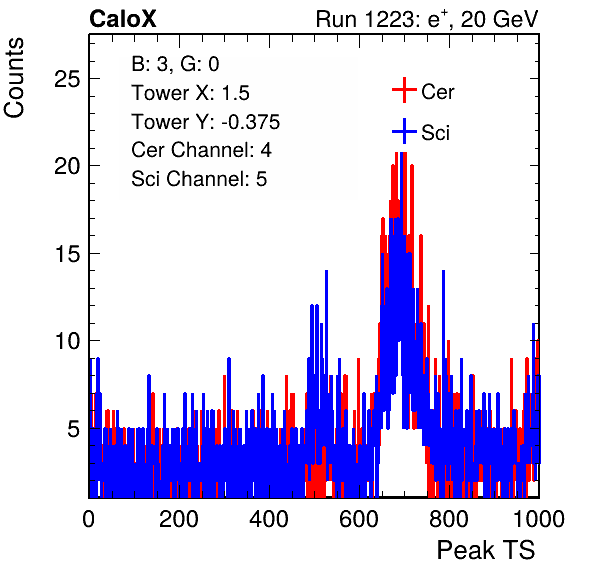 CaloX Run 1223: e⁺, 20 GeV
Counts
B: 3, G: 0
Tower X: 1.5
Tower Y: -0.375
Cer Channel: 4
Sci Channel: 5
Cer
Sci
25
20
15
10
5
0 200 400 600 800 1000
Peak TS